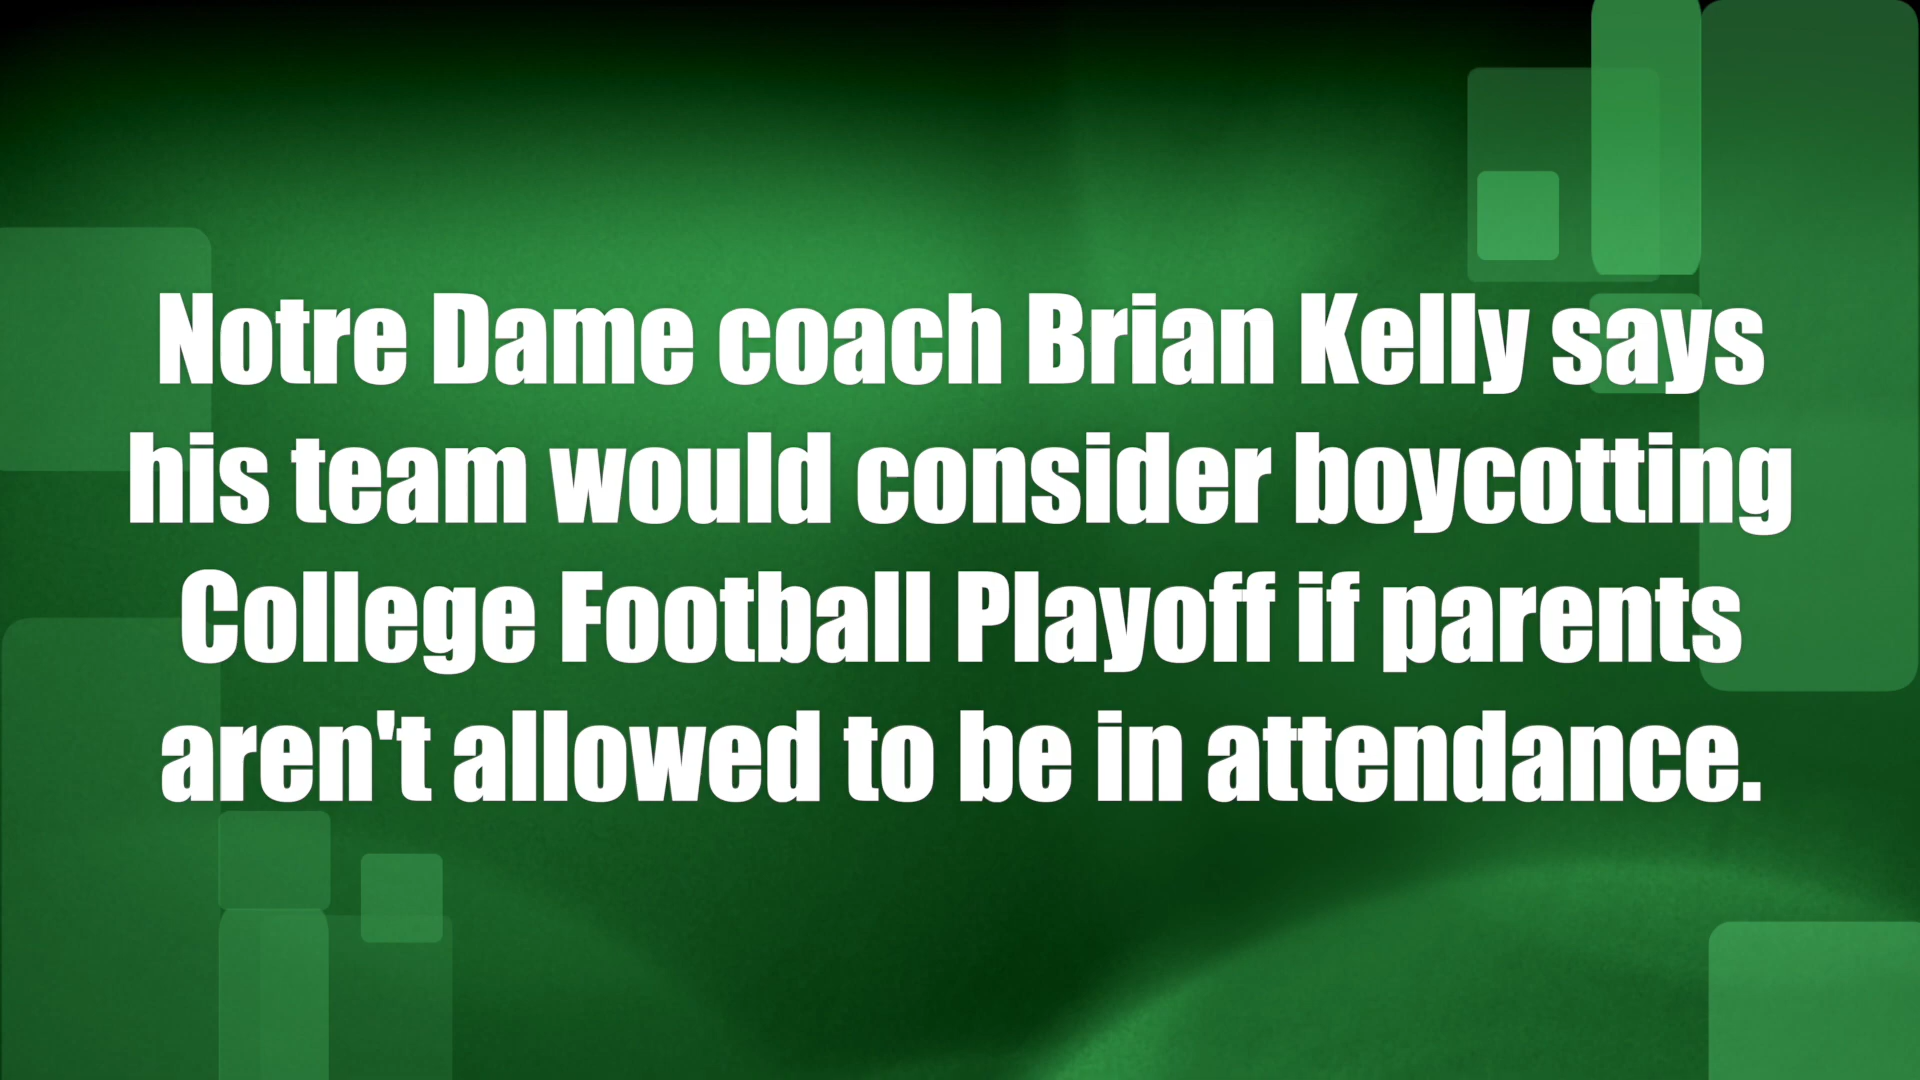 Notre Dame coach Brian Kelly says
his team would consider boycotting
College Football Playoff if parents
aren't allowed to be in attendance.